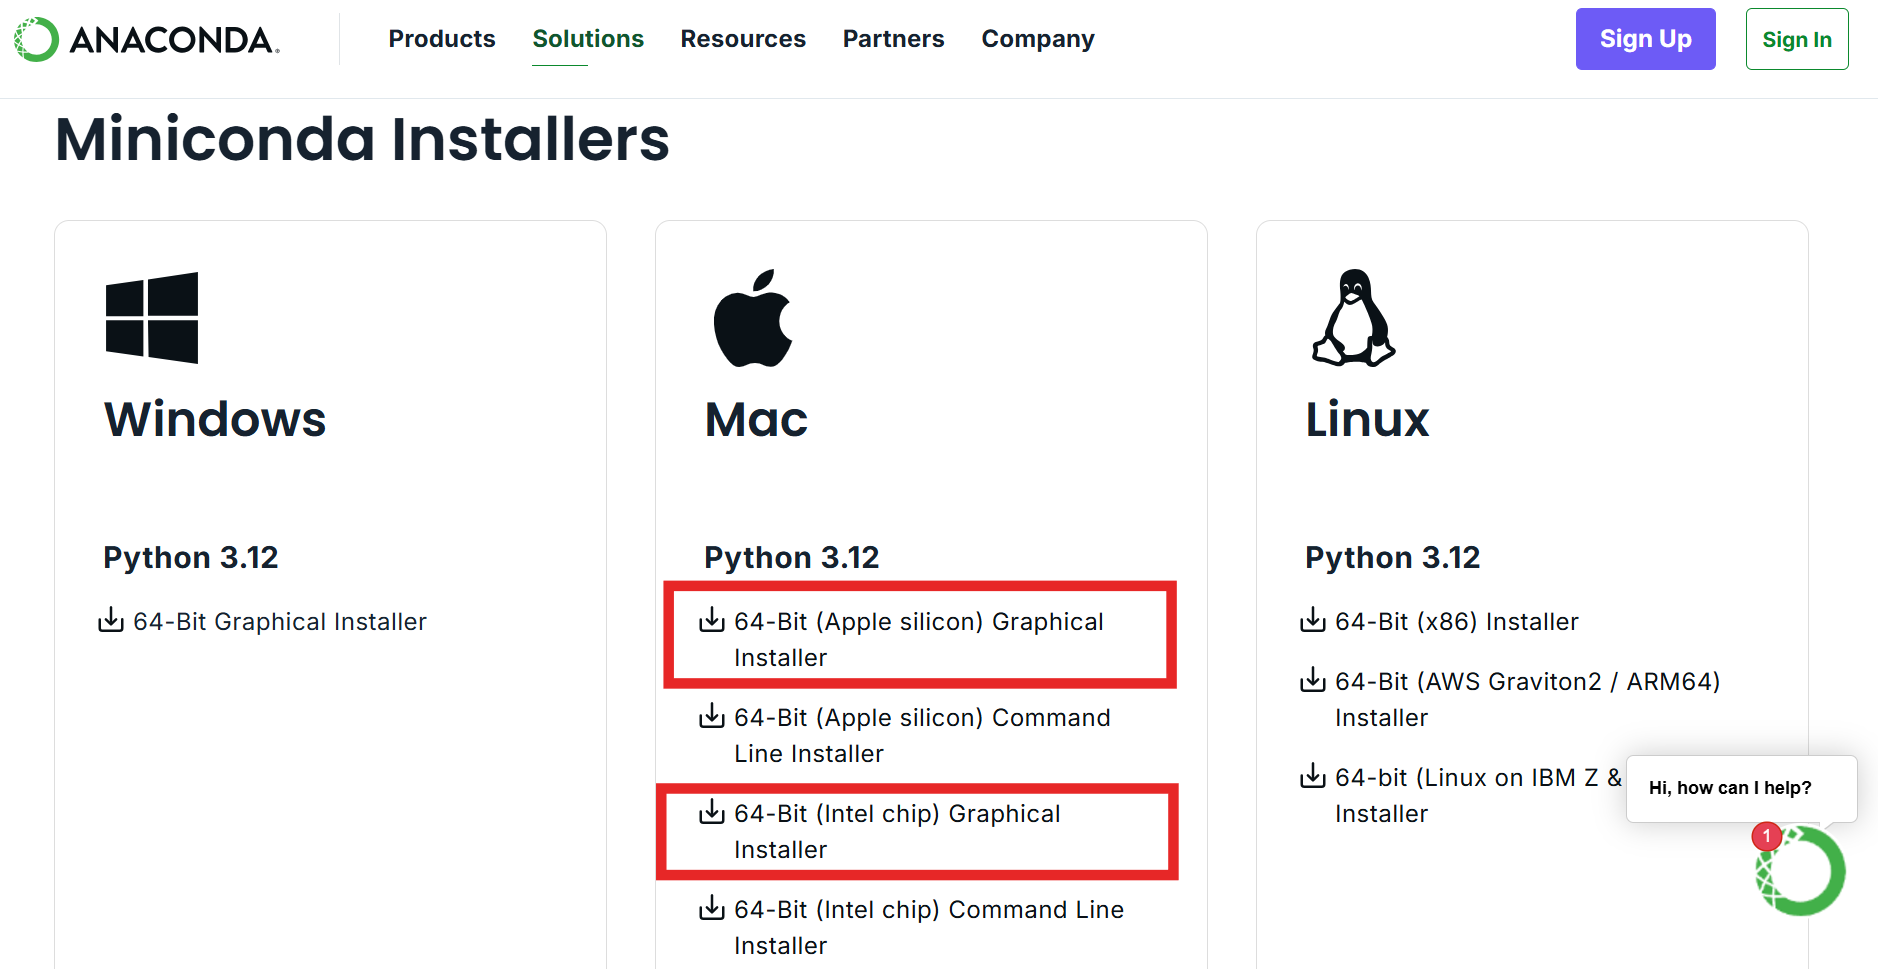 ANACONDA.
Products Solutions Resources Partners Company
Sign Up
Sign In
Miniconda Installers
Windows
Python 3.12
64-Bit Graphical Installer
Mac
Python 3.12
64-Bit (Apple silicon) Graphical
Installer
64-Bit (Apple silicon) Command
Line Installer
64-Bit (Intel chip) Graphical
Installer
64-Bit (Intel chip) Command Line
Installer
Linux
Python 3.12
64-Bit (x86) Installer
64-Bit (AWS Graviton2 / ARM64)
Installer
64-bit (Linux on IBM Z &
Installer
Hi, how can I help?
1